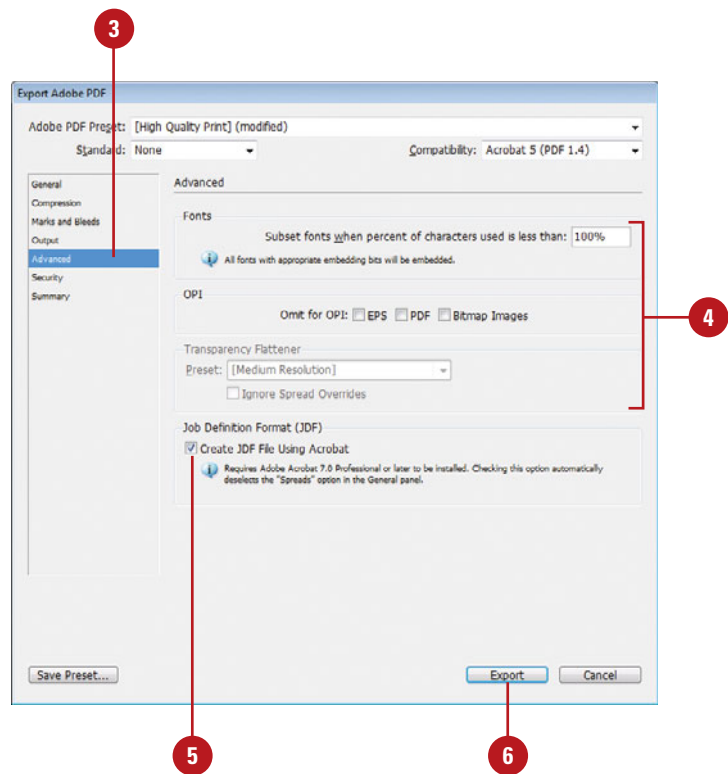 3
Export Adobe PDF
Adobe PDF Preset: [High Quality Print] (modified)
Standard: None
Compatibility: Acrobat 5 (PDF 1.4)
General
Compression
Marks and Bleeds
Output
Advanced
Security
Summary
Advanced
Fonts
Subset fonts when percent of characters used is less than: 100%
All fonts with appropriate embedding bits will be embedded.
OPI
Omit for OPI: EPS PDF Bitmap Images
4
Transparency Flattener
Preset: [Medium Resolution]
Ignore Spread Overrides
Job Definition Format (JDF)
Create JDF File Using Acrobat
Requires Adobe Acrobat 7.0 Professional or later to be installed. Checking this option automatically
deselects the "Spreads" option in the General panel.
Save Preset...
Export
Cancel
5
6